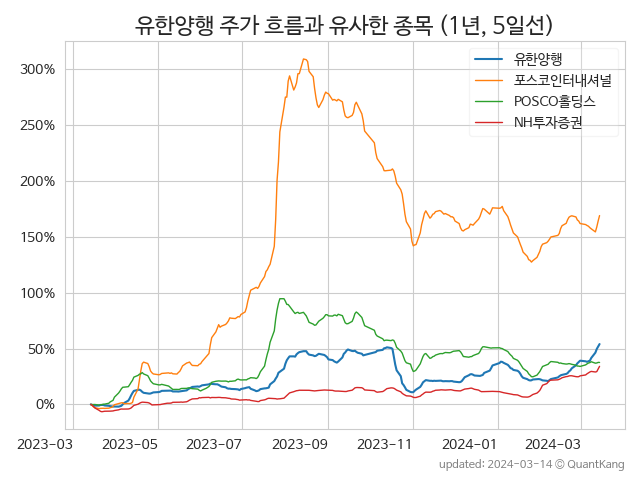 유한양행 주가 흐름과 유사한 종목 (1년, 5일선)
유한양행
포스코인터내셔널
POSCO홀딩스
NH투자증권
300%
250%
200%
150%
100%
50%
0%
2023-03 2023-05 2023-07 2023-09 2023-11 2024-01 2024-03
updated: 2024-03-14 © QuantKang